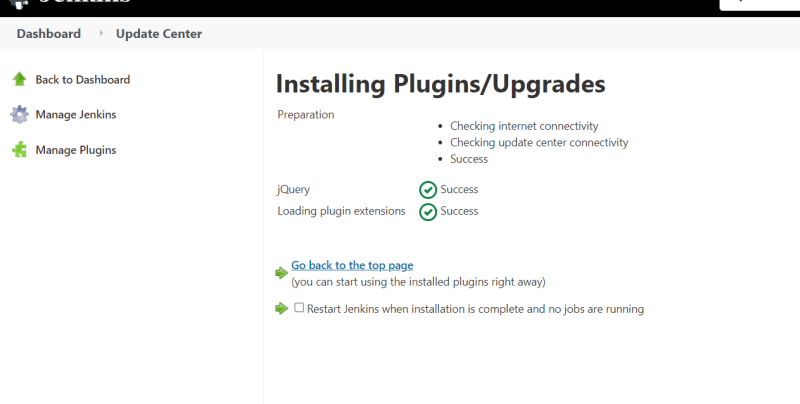 Dashboard
Update Center
Back to Dashboard
Manage Jenkins
Manage Plugins
Installing Plugins/Upgrades
Preparation
Checking internet connectivity
Checking update center connectivity
Success
jQuery Success
Loading plugin extensions Success
Go back to the top page
(you can start using the installed plugins right away)
Restart Jenkins when installation is complete and no jobs are running